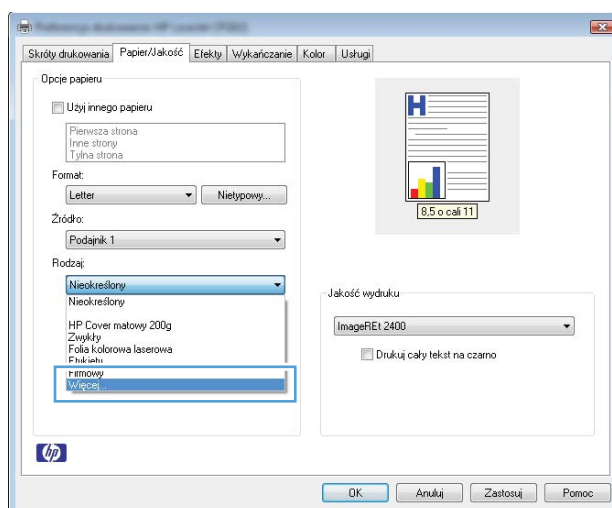 Skróty drukowania Papier/Jakość Efekty Wykańczanie Kolor Usługi
Opcje papieru
Użyj innego papieru
Pierwsza strona
Inne strony
Tylna strona
Format:
Letter Nietypowy...
8,5 o cali 11
Źródło:
Podajnik 1
Rodzaj:
Nieokreślony
Nieokreślony
HP Cover matowy 200g
Zwykły
Folia kolorowa laserowa
Etykiety
Firmowy
Więcej...
Jakość wydruku
ImageREt 2400
Drukuj cały tekst na czarno
hp
OK Anuluj Zastosuj Pomoc